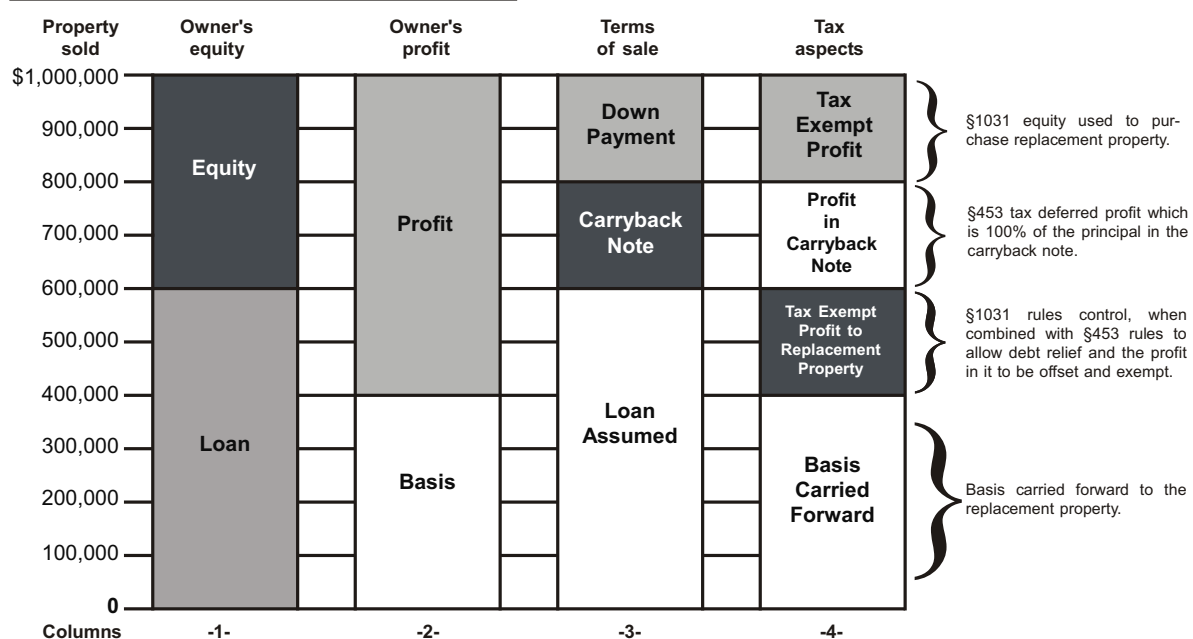 Property sold
Owner's equity
Owner's profit
Terms of sale
Tax aspects
$1,000,000
900,000
800,000
700,000
600,000
500,000
400,000
300,000
200,000
100,000
0
Equity
Loan
Profit
Basis
Down
Payment
Carryback
Note
Loan
Assumed
Tax
Exempt
Profit
Profit
in
Carryback
Note
Tax Exempt
Profit to
Replacement
Property
Basis
Carried
Forward
§1031 equity used to pur-
chase replacement property.
§453 tax deferred profit which
is 100% of the principal in the
carryback note.
§1031 rules control, when
combined with §453 rules to
allow debt relief and the profit
in it to be offset and exempt.
Basis carried forward to the
replacement property.
Columns
-1-
-2-
-3-
-4-